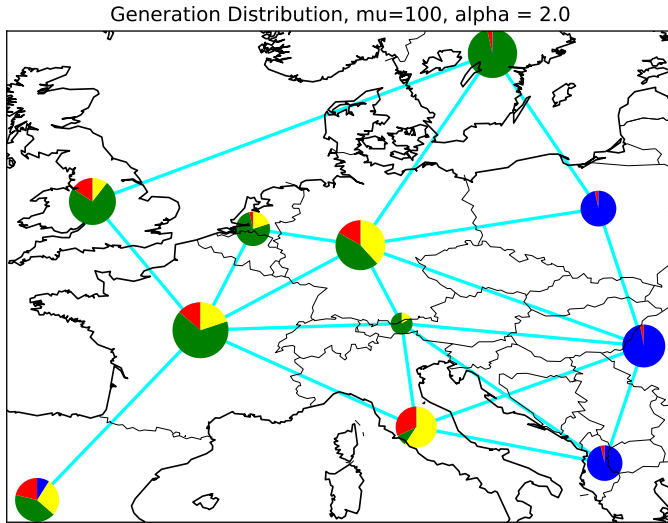 Generation Distribution, mu=100, alpha = 2.0